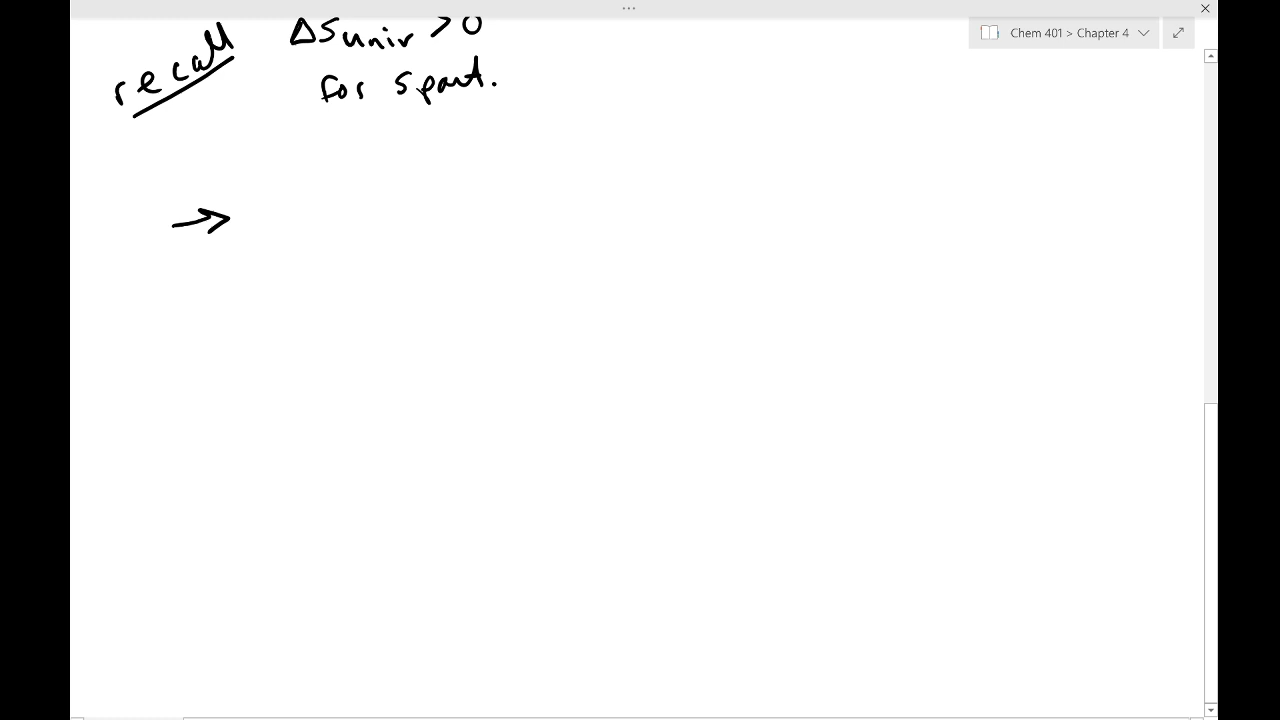 Chem 401 > Chapter 4
recall ΔSuniv > 0
for spont.
→